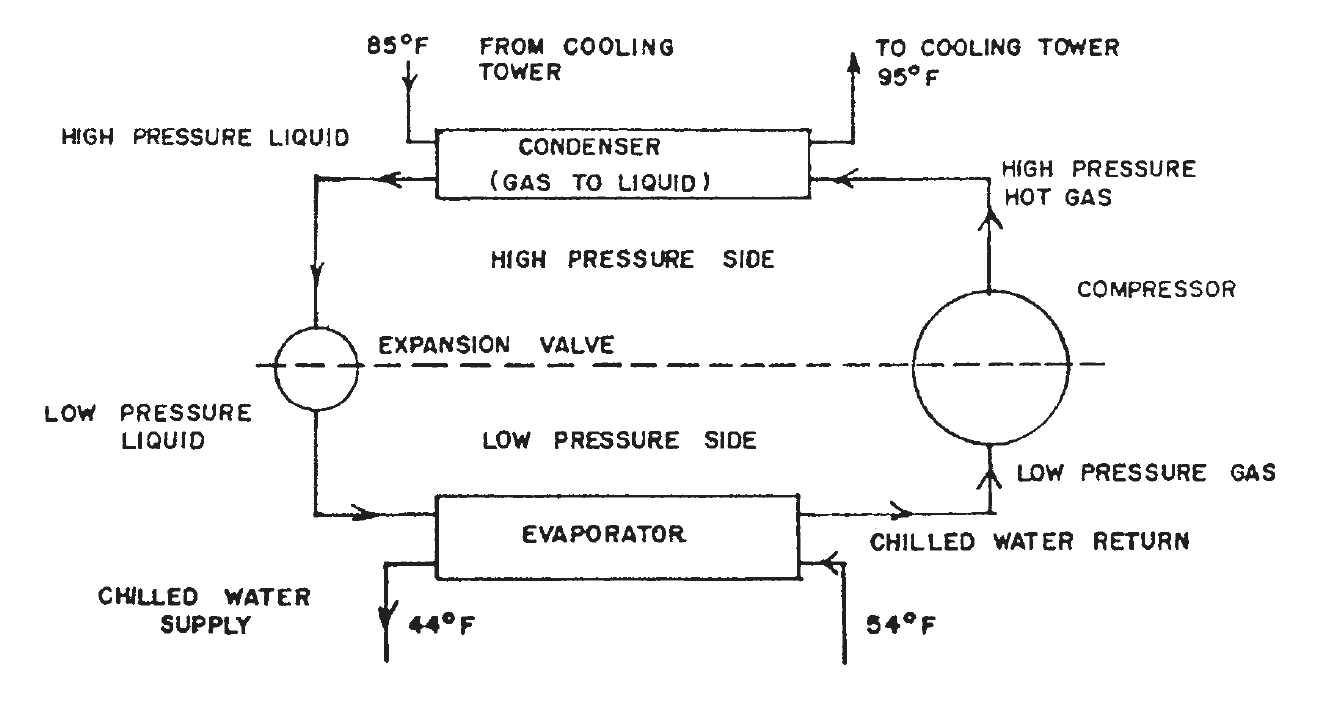 85°F FROM COOLING
TOWER
TO COOLING TOWER
95°F
HIGH PRESSURE LIQUID
CONDENSER
(GAS TO LIQUID)
HIGH PRESSURE
HOT GAS
HIGH PRESSURE SIDE
COMPRESSOR
EXPANSION VALVE
LOW PRESSURE
LIQUID
LOW PRESSURE SIDE
LOW PRESSURE GAS
EVAPORATOR
CHILLED WATER RETURN
CHILLED WATER
SUPPLY
44°F
54°F